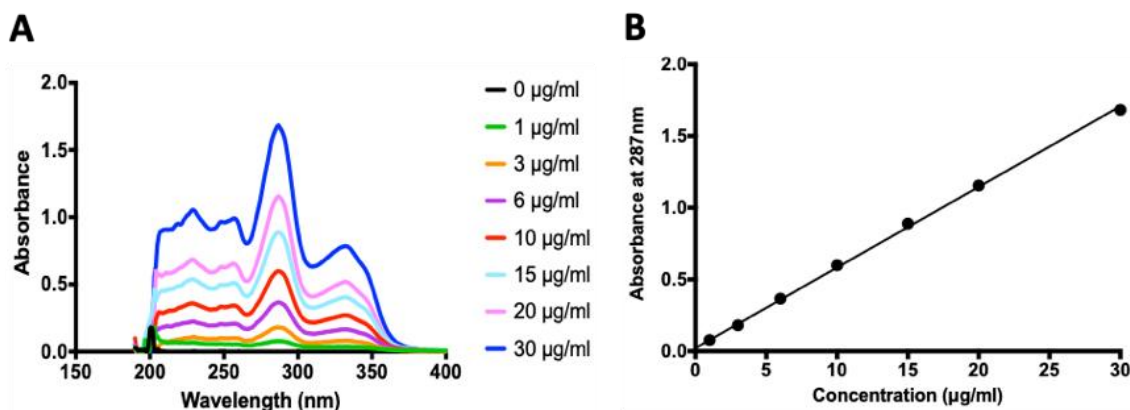 A
B
2.0
1.5
1.0
0.5
0.0
Absorbance
150
200
250
300
350
400
Wavelength (nm)
0 µg/ml
1 µg/ml
3 µg/ml
6 µg/ml
10 µg/ml
15 µg/ml
20 µg/ml
30 µg/ml
2.0
1.5
1.0
0.5
0.0
Absorbance at 287nm
0
5
10
15
20
25
30
Concentration (µg/ml)